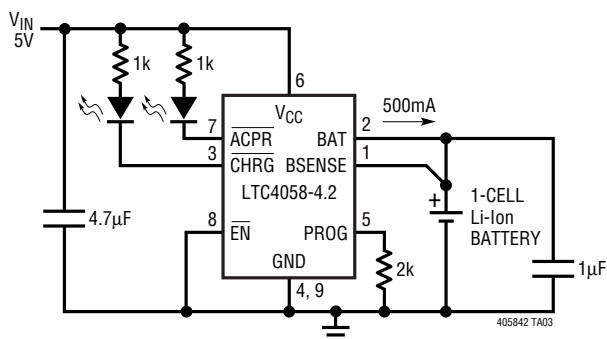 VIN
5V
1k
1k
6
VCC
500mA
7
ACPR
BAT
2
3
CHRG
BSENSE
1
LTC4058-4.2
4.7μF
8
EN
PROG
5
GND
2k
4, 9
+
1-CELL
Li-Ion
BATTERY
1μF
405842 TA03